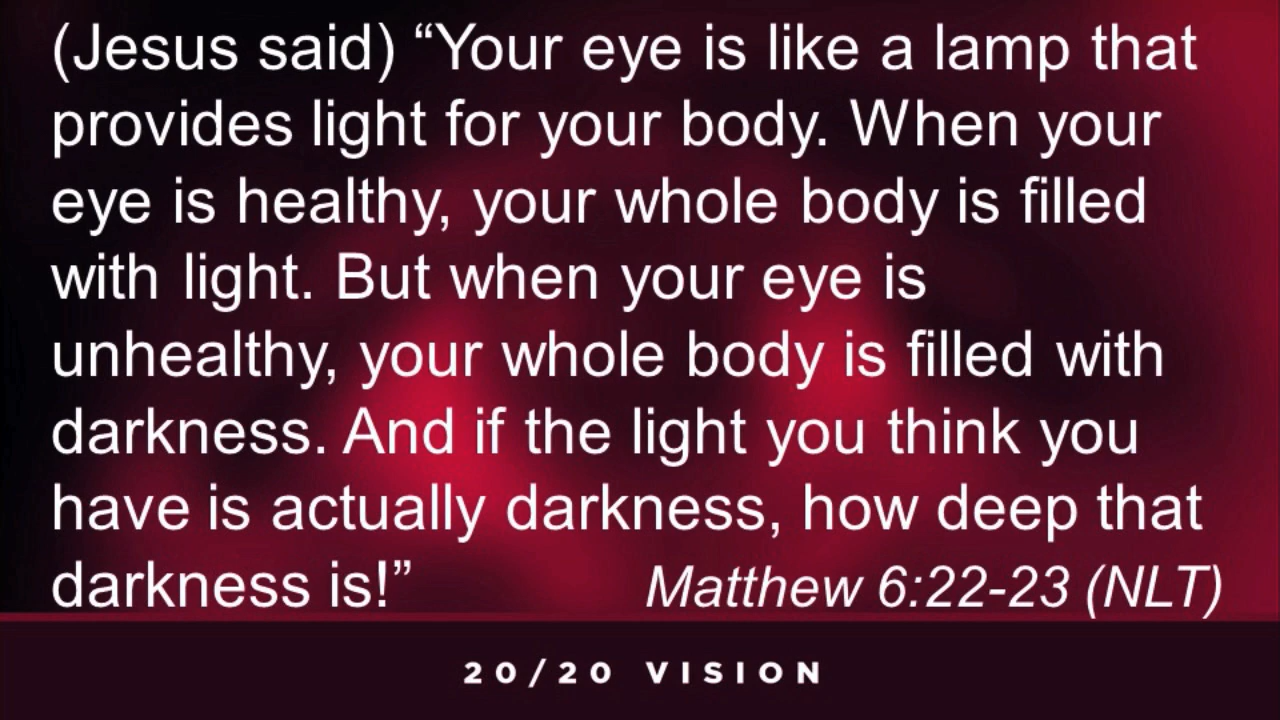 (Jesus said) “Your eye is like a lamp that
provides light for your body. When your
eye is healthy, your whole body is filled
with light. But when your eye is
unhealthy, your whole body is filled with
darkness. And if the light you think you
have is actually darkness, how deep that
darkness is!” Matthew 6:22-23 (NLT)
20/20 VISION